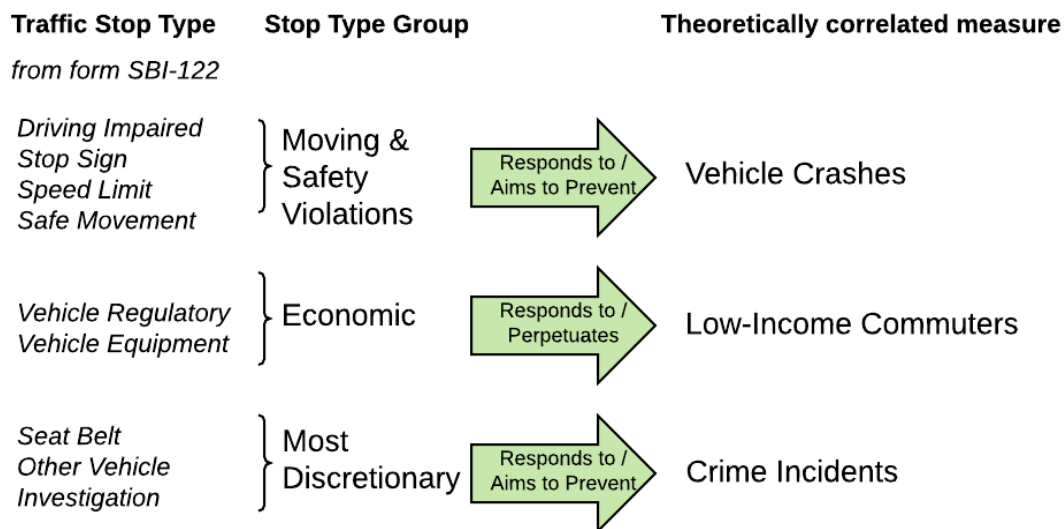 Traffic Stop Type
Stop Type Group
Theoretically correlated measure
from form SBI-122
Driving Impaired
Stop Sign
Speed Limit
Safe Movement
Moving &
Safety
Violations
Responds to /
Aims to Prevent
Vehicle Crashes
Vehicle Regulatory
Vehicle Equipment
Economic
Responds to /
Perpetuates
Low-Income Commuters
Seat Belt
Other Vehicle
Investigation
Most
Discretionary
Responds to /
Aims to Prevent
Crime Incidents